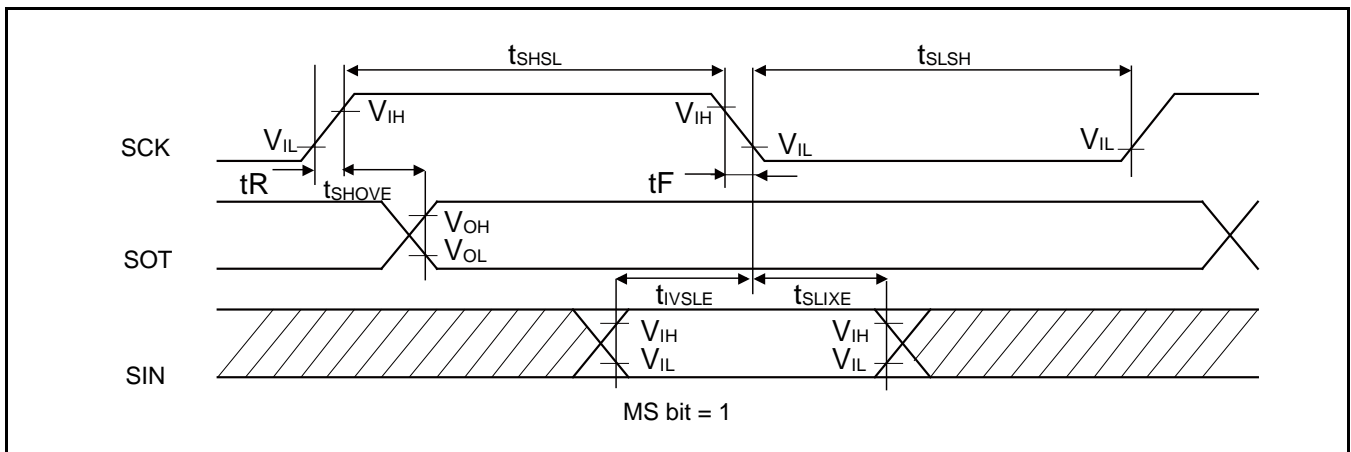 tSHSL tSLSH
VIH VIH
SCK VIL VIL VIL
tR tSHOVE tF
VOH
SOT VOL
tIVSLE tSLIXE
VIH VIH
SIN VIL VIL
MS bit = 1